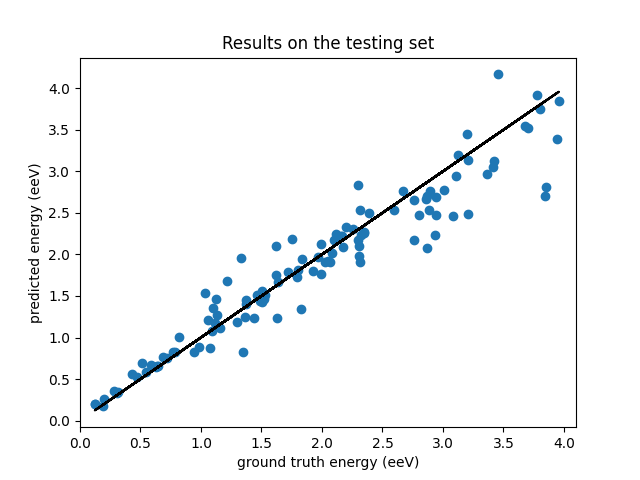 Results on the testing set
predicted energy (eeV)
4.0
3.5
3.0
2.5
2.0
1.5
1.0
0.5
0.0
0.0 0.5 1.0 1.5 2.0 2.5 3.0 3.5 4.0
ground truth energy (eeV)